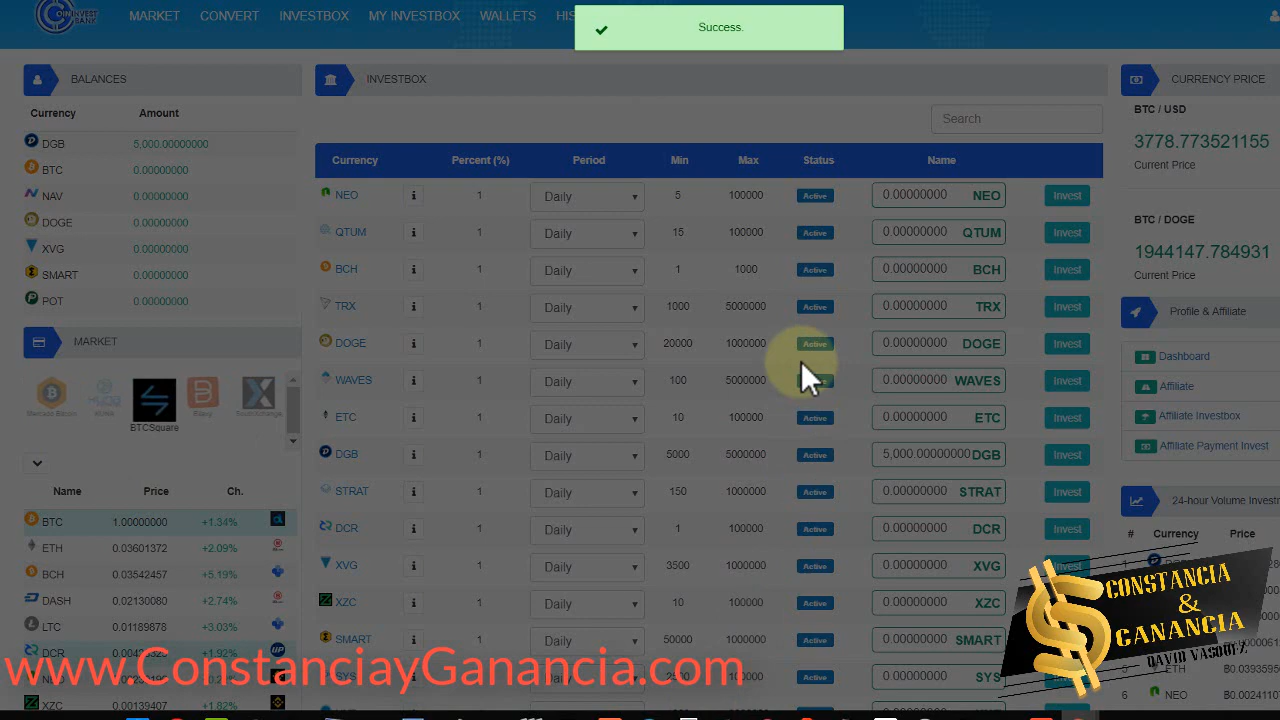 COININVEST
BANK
MARKET CONVERT INVESTBOX MY INVESTBOX WALLETS HIS
Success.
BALANCES
Currency Amount
DGB 5,000.00000000
BTC 0.00000000
NAV 0.00000000
DOGE 0.00000000
XVG 0.00000000
SMART 0.00000000
POT 0.00000000
MARKET
Mercado Bitcoin
BTCSquare
Name Price Ch.
BTC 1.00000000 +1.34%
ETH 0.03601372 +2.09%
BCH 0.03542457 +5.19%
DASH 0.02130080 +2.74%
LTC 0.01189878 +3.03%
DCR +1.92%
XZC 0.00139407 +1.82%
INVESTBOX
Search
Currency Percent (%) Period Min Max Status Name
NEO i 1 Daily 5 100000 Active 0.00000000 NEO Invest
QTUM i 1 Daily 15 100000 Active 0.00000000 QTUM Invest
BCH i 1 Daily 1 1000 Active 0.00000000 BCH Invest
TRX i 1 Daily 1000 5000000 Active 0.00000000 TRX Invest
DOGE i 1 Daily 20000 1000000 Active 0.00000000 DOGE Invest
WAVES i 1 Daily 100 5000000 0.00000000 WAVES Invest
ETC i 1 Daily 10 100000 Active 0.00000000 ETC Invest
DGB i 1 Daily 5000 5000000 Active 5,000.00000000 DGB Invest
STRAT i 1 Daily 150 1000000 Active 0.00000000 STRAT Invest
DCR i 1 Daily 1 100000 Active 0.00000000 DCR Invest
XVG i 1 Daily 3500 1000000 Active 0.00000000 XVG Invest
XZC i 1 Daily 10 100000 Active 0.00000000 XZC
SMART i 1 Daily 50000 1000000 Active 0.00000000 SMART
SYS Daily SYS
CURRENCY PRICE
BTC / USD
3778.773521155
Current Price
BTC / DOGE
1944147.784931
Current Price
Profile & Affiliate
Dashboard
Affiliate
Affiliate Investbox
Affiliate Payment Invest
24-hour Volume Investr
# Currency Price
6 NEO
CONSTANCIA
&
GANANCIA
DAVID VASQUEZ
www.ConstanciayGanancia.com